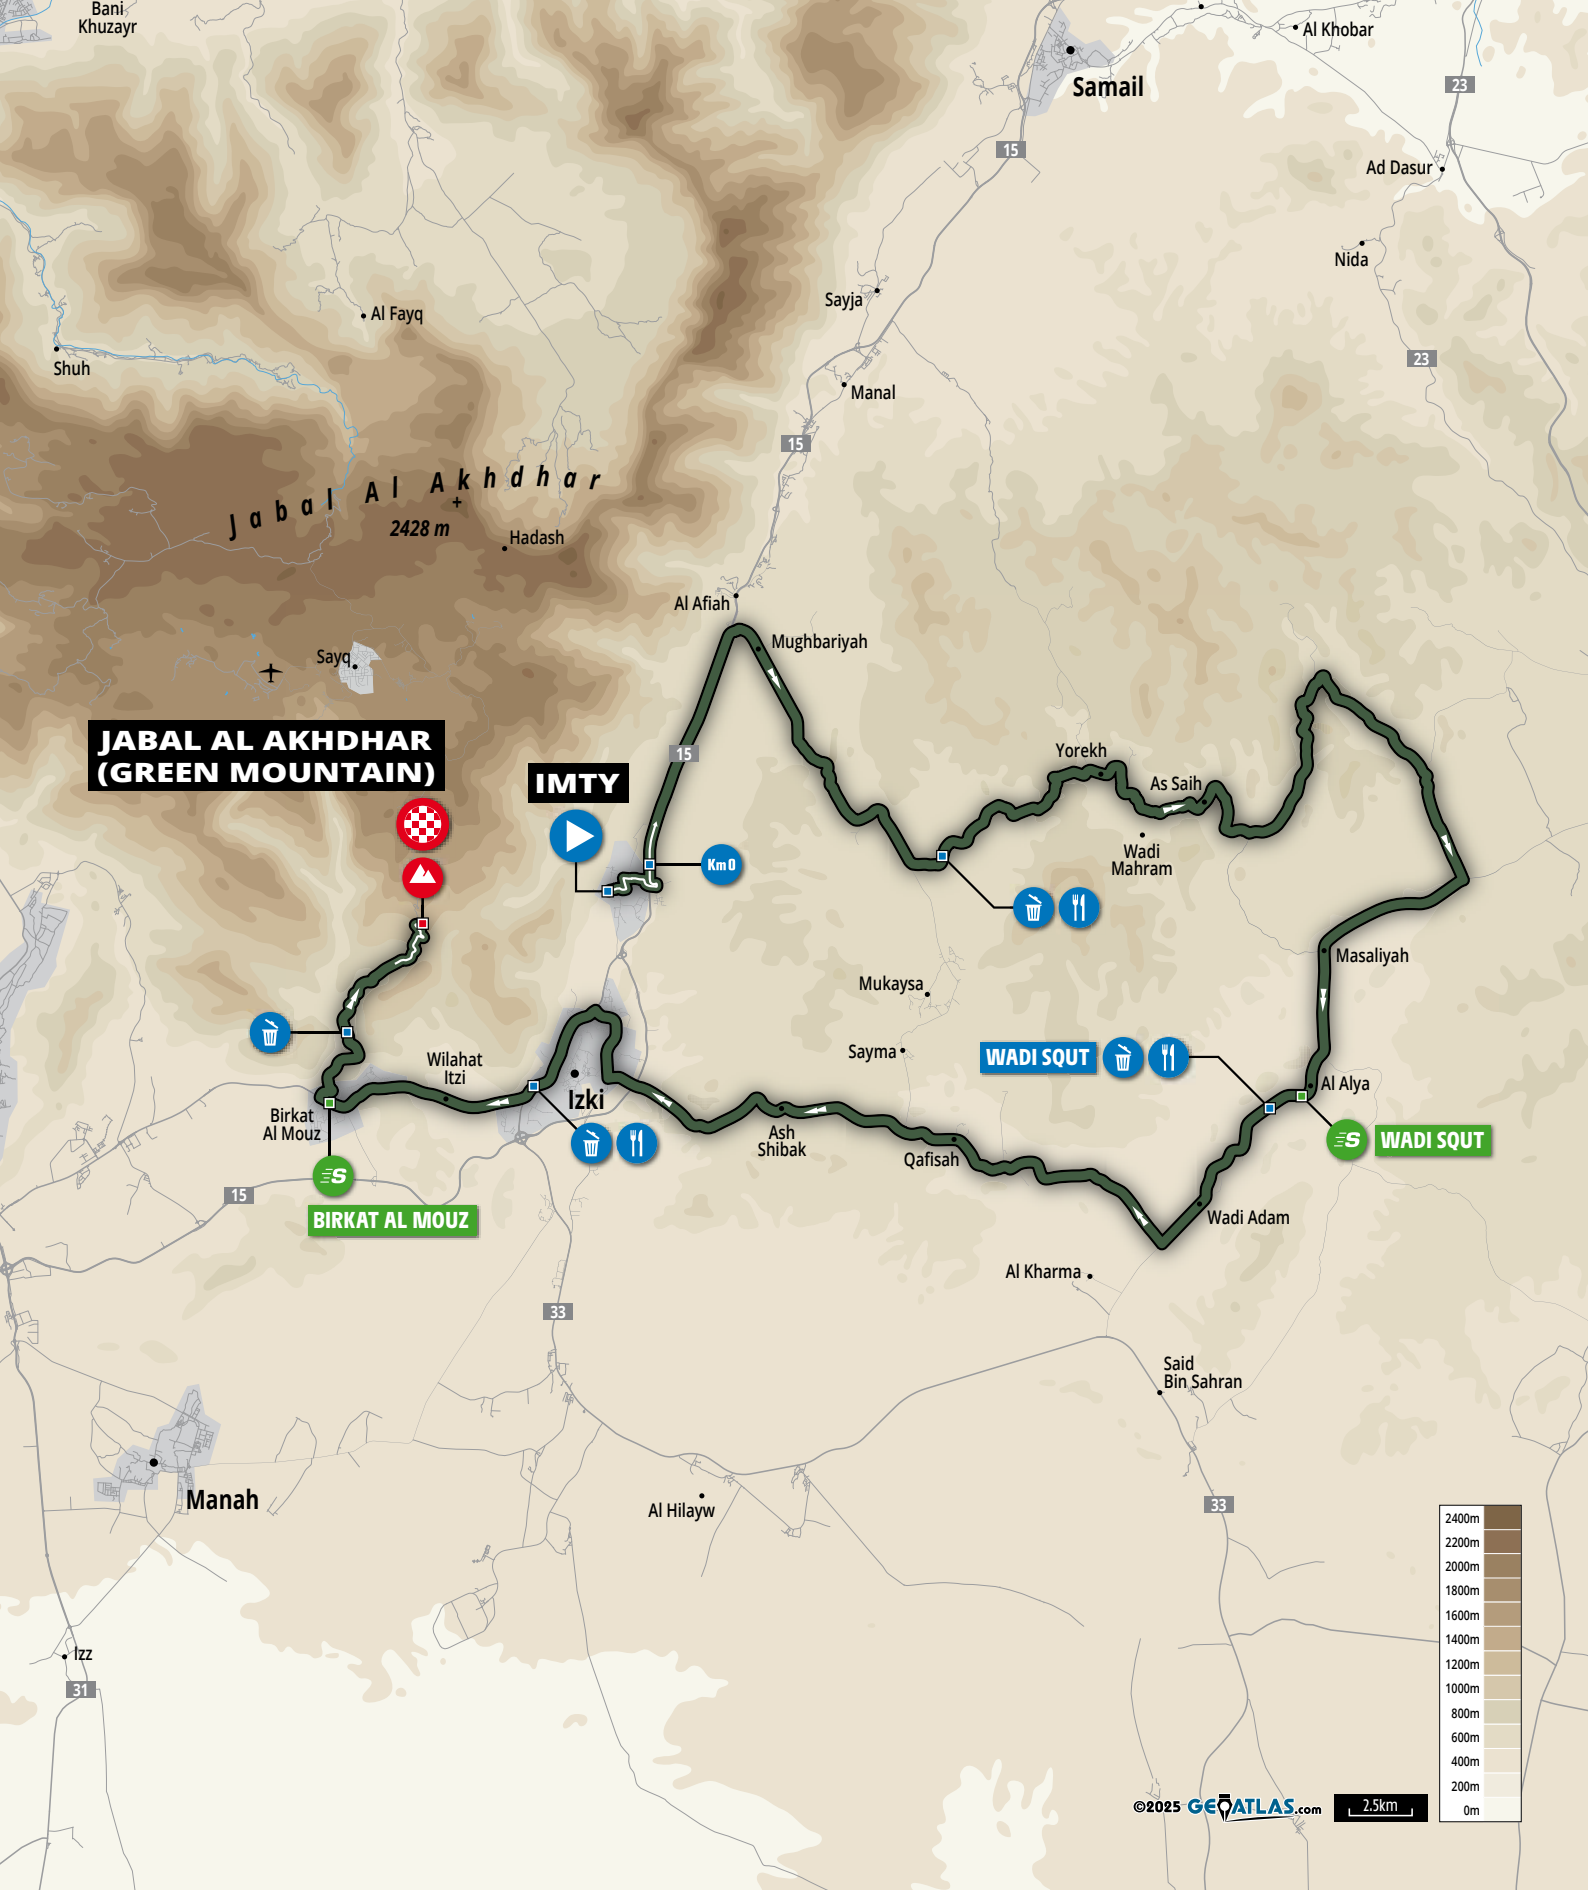 Bani
Khuzayr
Al Khobar
Samail
23
15
Ad Dasur
Nida
Sayja
Al Fayq
Shuh
23
Manal
15
Jabal Al Akhdhar
2428 m
Hadash
Al Afiah
Mughbariyah
Sayq
JABAL AL AKHDHAR
(GREEN MOUNTAIN)
IMTY
15
Yorekh
As Saih
Wadi
Mahram
Km 0
Masaliyah
Mukaysa
Sayma
WADI SQUT
Wilahat
Itzi
Izki
Al Alya
Birkat
Al Mouz
Ash
Shibak
Qafisah
S
WADI SQUT
S
15
BIRKAT AL MOUZ
Wadi Adam
Al Kharma
33
Said
Bin Sahran
Manah
Al Hilayw
33
Izz
31
2400m
2200m
2000m
1800m
1600m
1400m
1200m
1000m
800m
600m
400m
200m
0m
©2025 GEOATLAS.com
2.5km